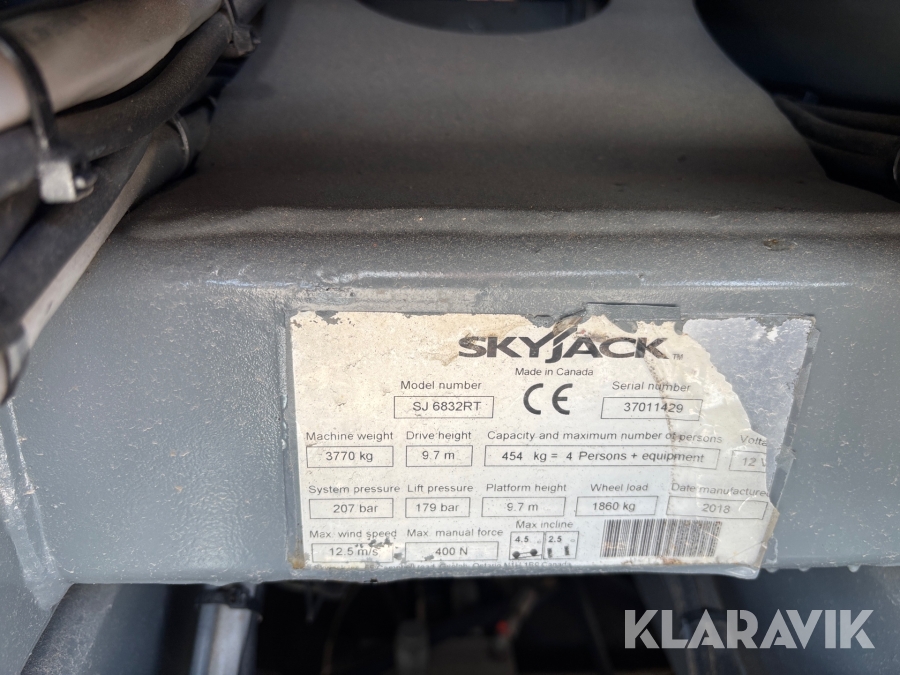 SKYJACK TM
Made in Canada
Model number
SJ 6832RT
CE
Serial number
37011429
Machine weight Drive height Capacity and maximum number of persons
3770 kg 9.7 m 454 kg = 4 Persons + equipment 12 V
System pressure Lift pressure Platform height Wheel load Date manufactured
207 bar 179 bar 9.7 m 1860 kg 2018
Max. wind speed Max. manual force Max incline
12.5 m/s 400 N 4.5 2.5
KLARAVIK